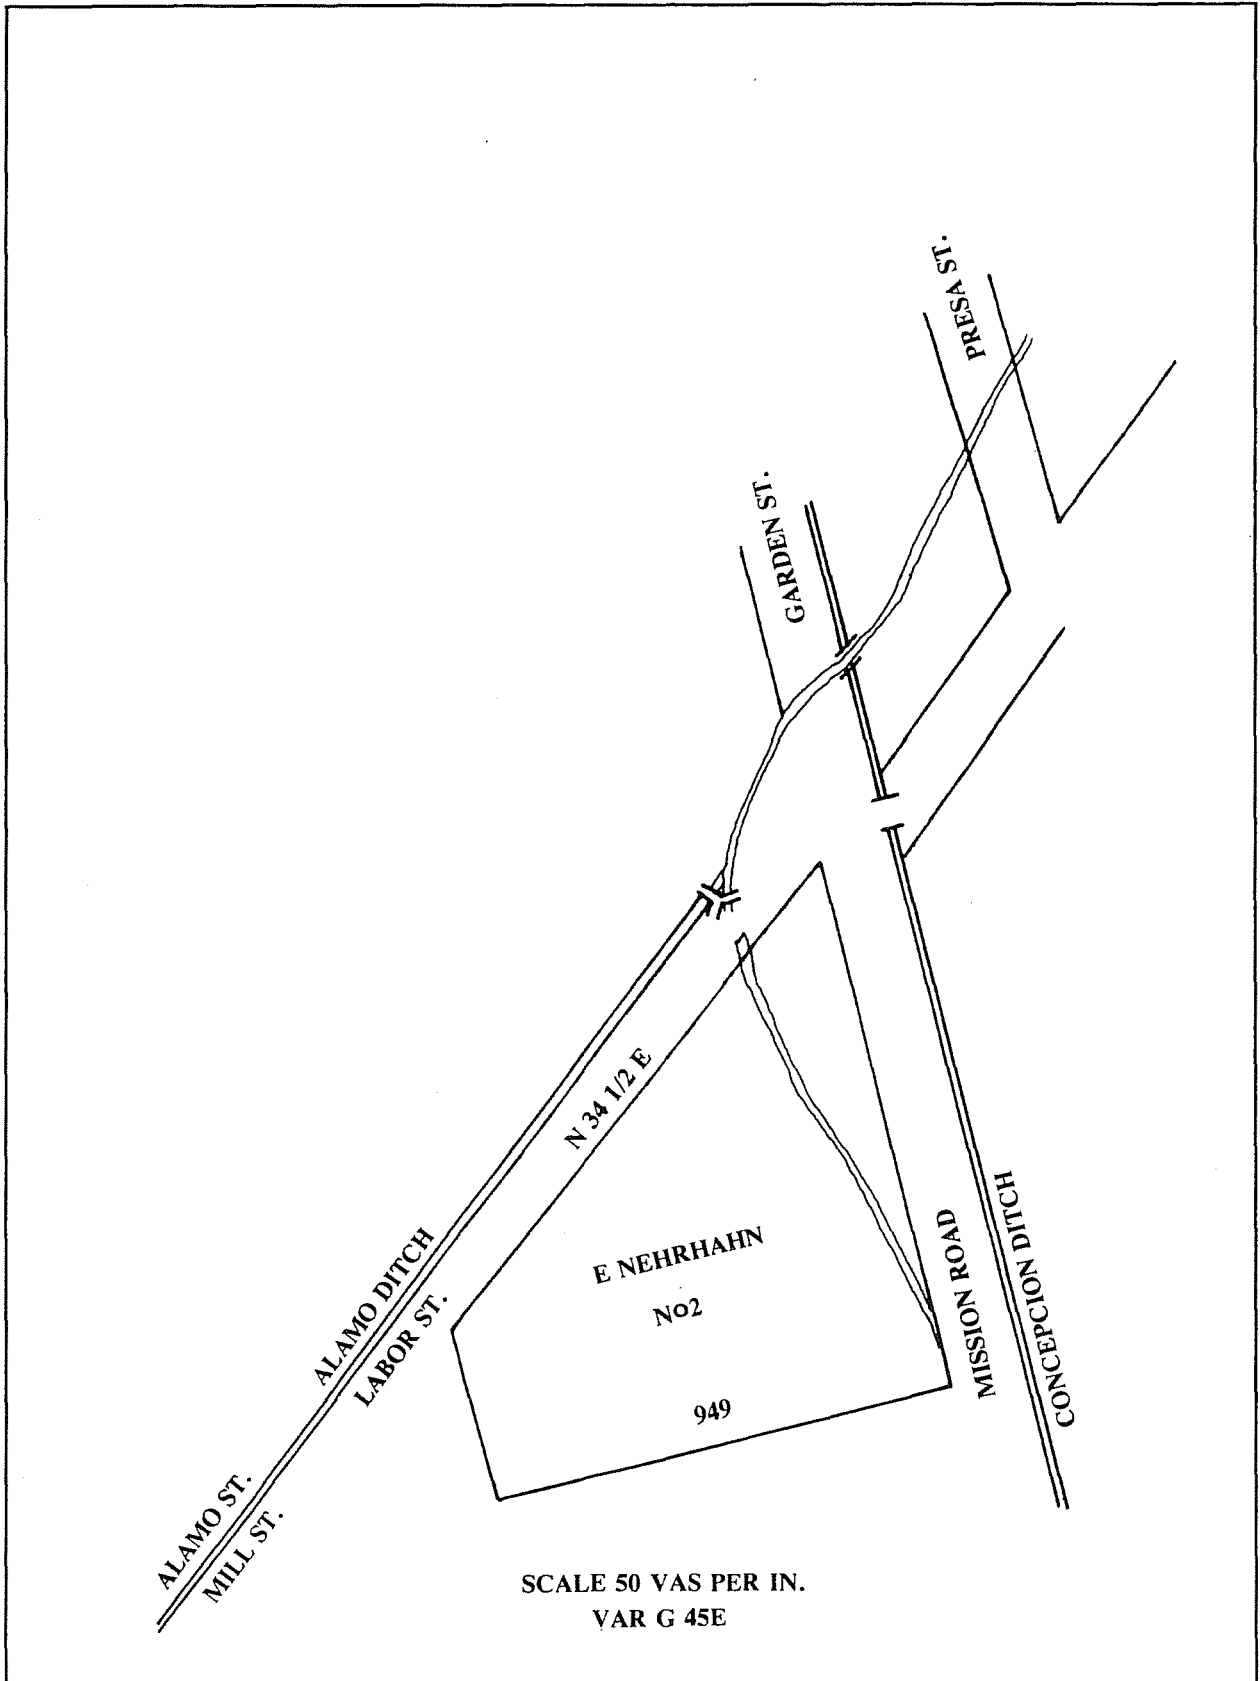 PRESA ST.
GARDEN ST.
N 34 1/2 E
ALAMO DITCH
LABOR ST.
E NEHRHAHN
No2
949
MISSION ROAD
CONCEPCION DITCH
ALAMO ST.
MILL ST.
SCALE 50 VAS PER IN.
VAR G 45E